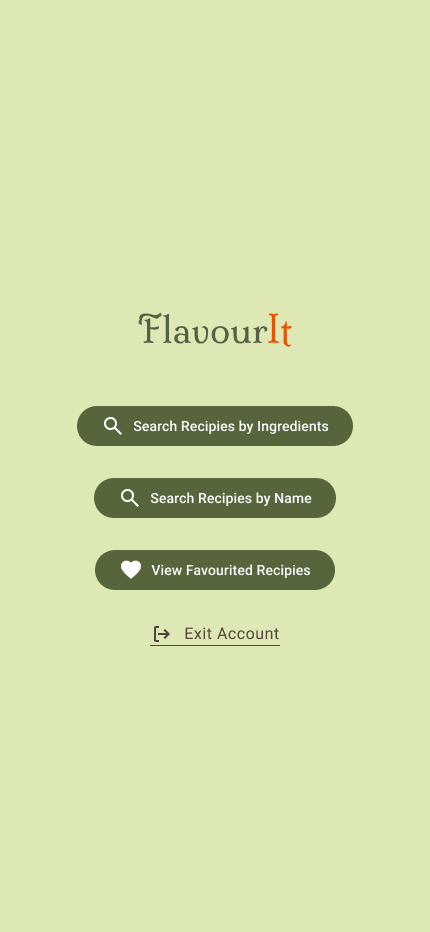 FlavourIt
Search Recipies by Ingredients
Search Recipies by Name
View Favourited Recipies
Exit Account